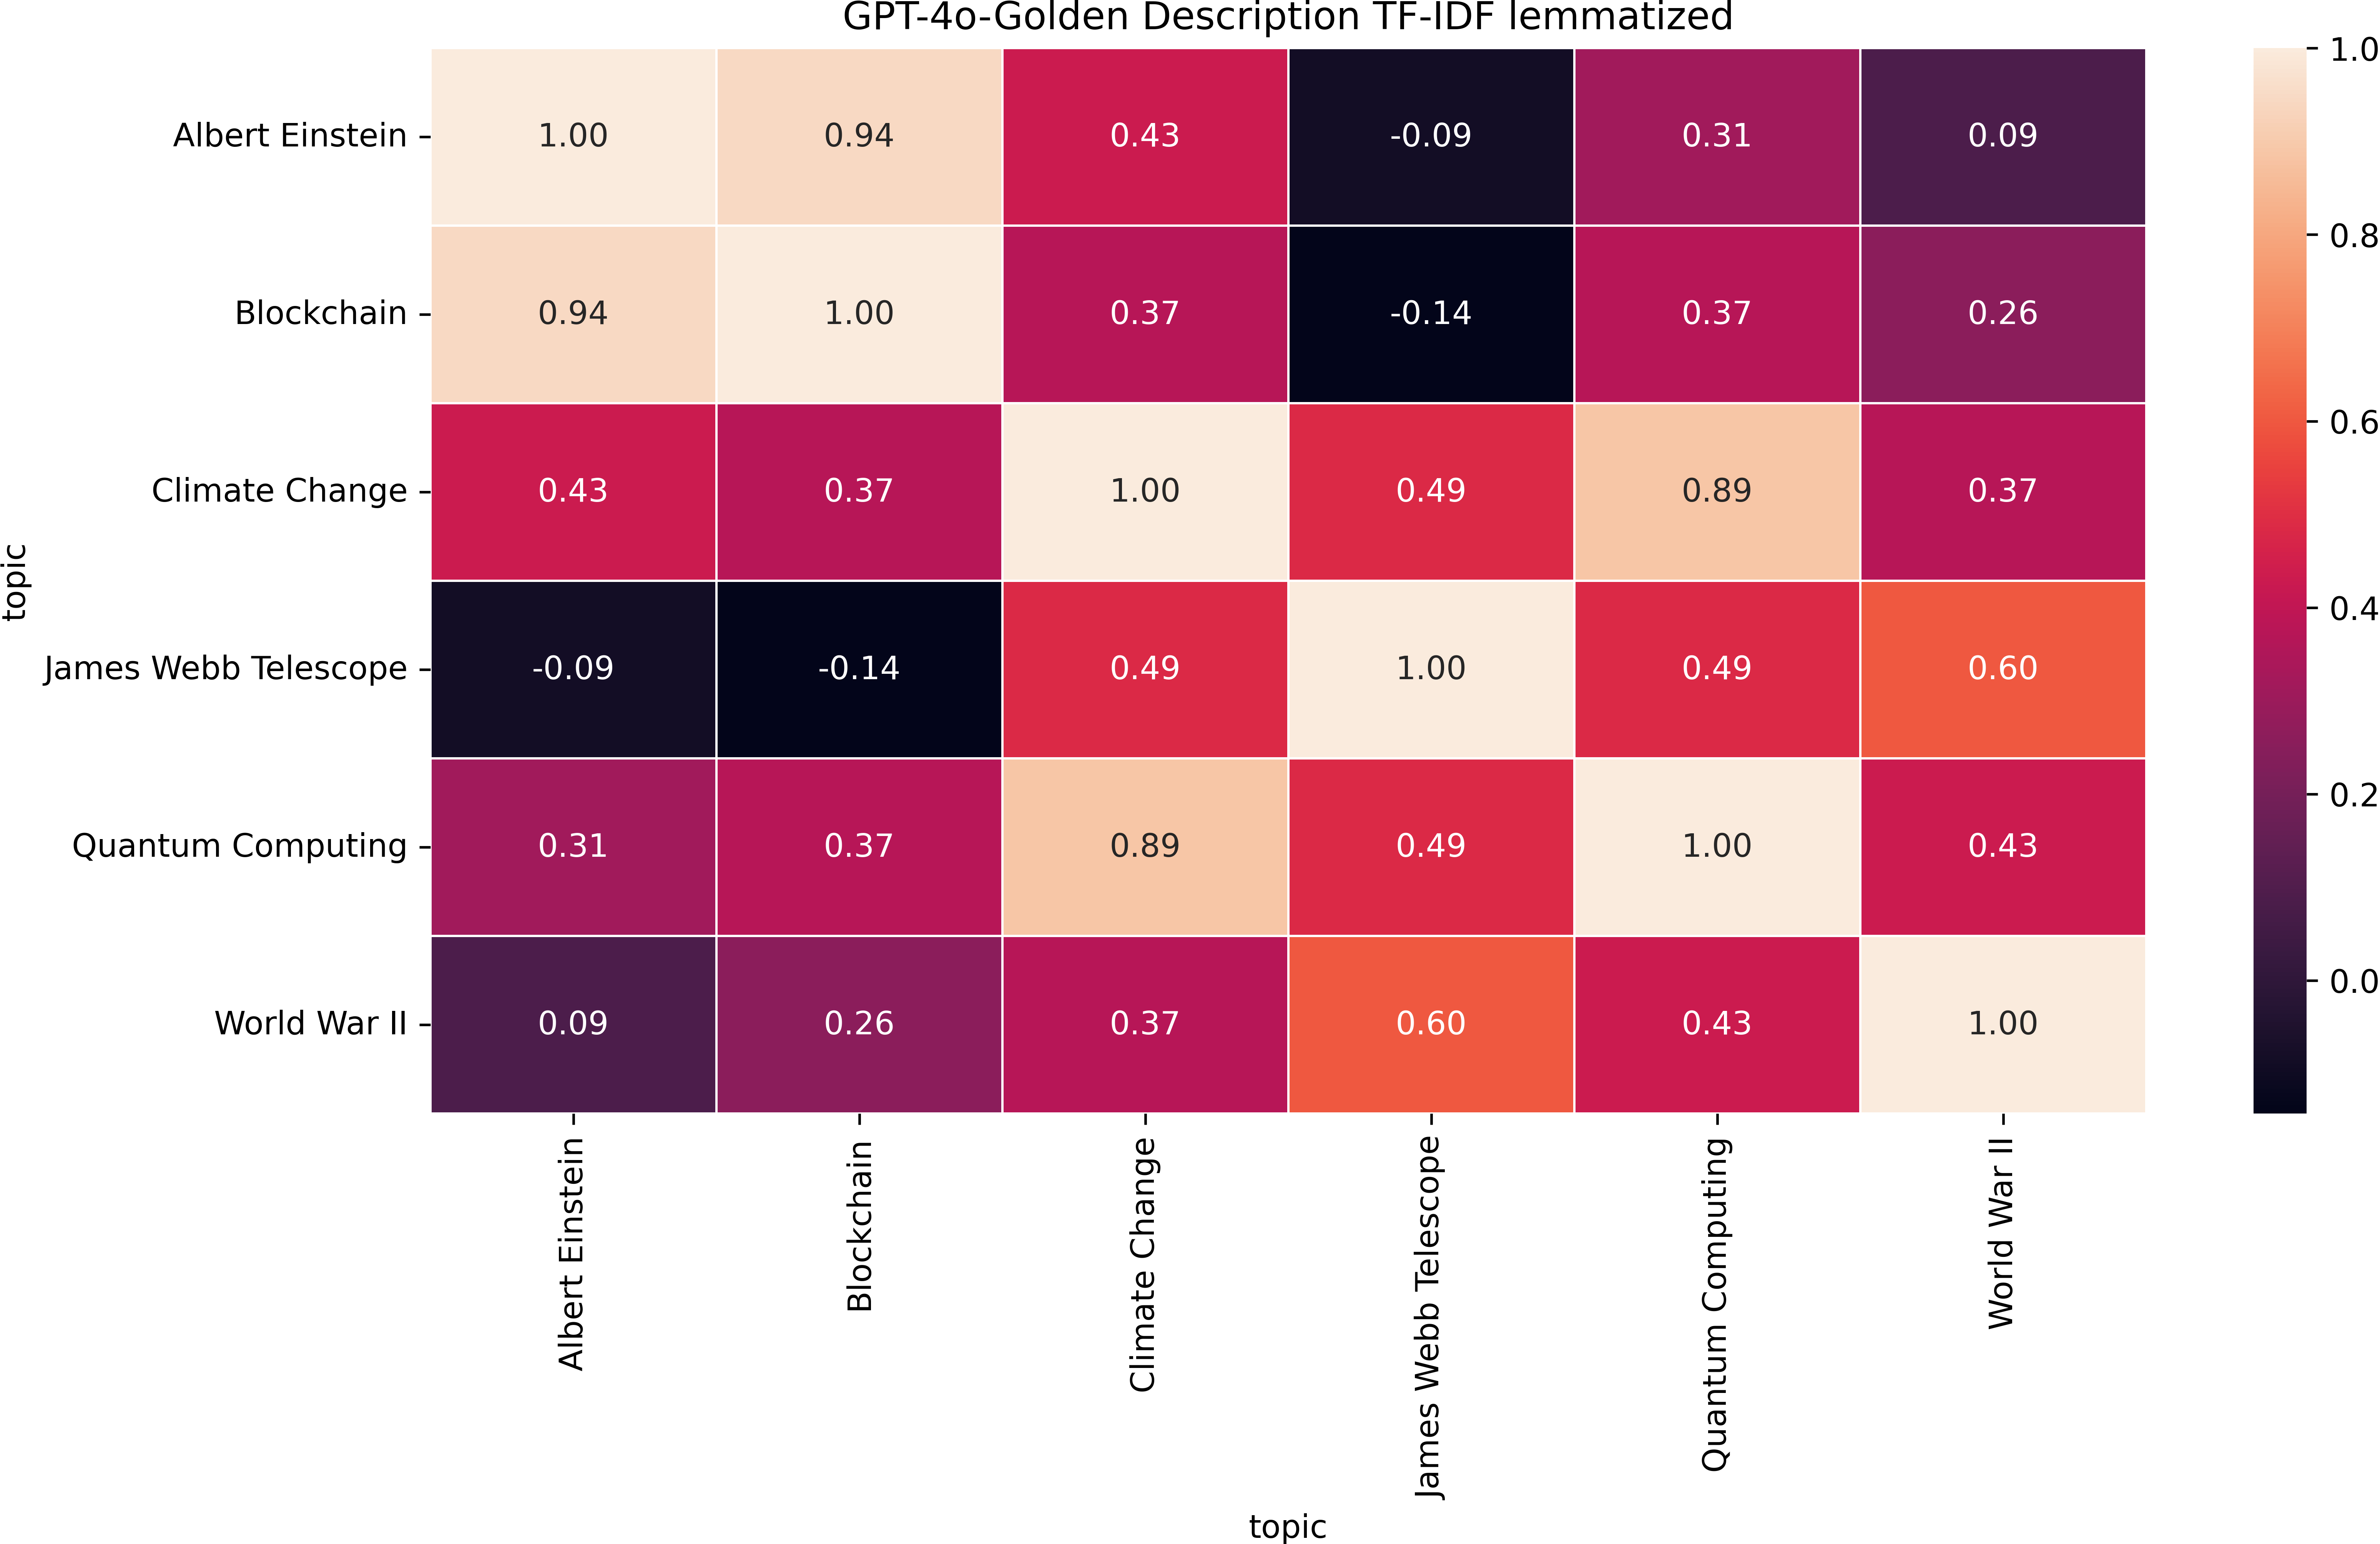 GPT-4o-Golden Description TF-IDF lemmatized
topic
Albert Einstein 1.00 0.94 0.43 -0.09 0.31 0.09
Blockchain 0.94 1.00 0.37 -0.14 0.37 0.26
Climate Change 0.43 0.37 1.00 0.49 0.89 0.37
James Webb Telescope -0.09 -0.14 0.49 1.00 0.49 0.60
Quantum Computing 0.31 0.37 0.89 0.49 1.00 0.43
World War II 0.09 0.26 0.37 0.60 0.43 1.00
Albert Einstein
Blockchain
Climate Change
James Webb Telescope
Quantum Computing
World War II
topic
1.0
0.8
0.6
0.4
0.2
0.0